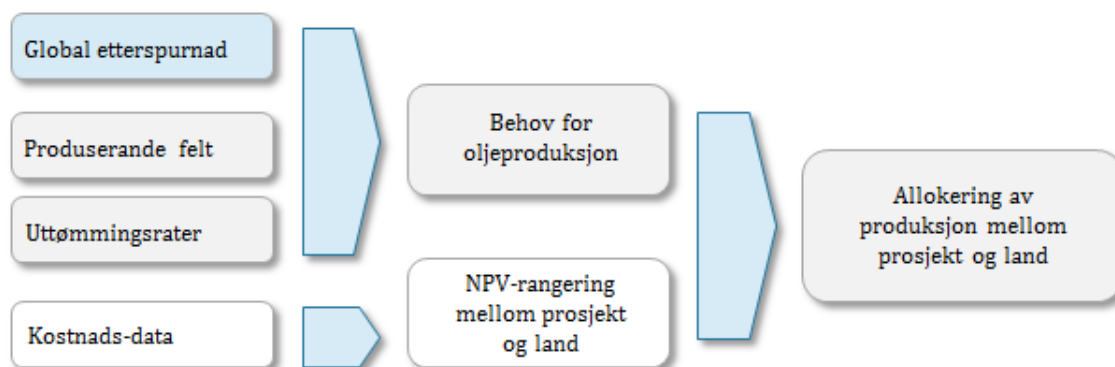 Global etterspurnad
Produserande felt
Uttømmingsrater
Kostnads-data
Behov for
oljeproduksjon
NPV-rangering
mellom prosjekt
og land
Allokering av
produksjon mellom
prosjekt og land